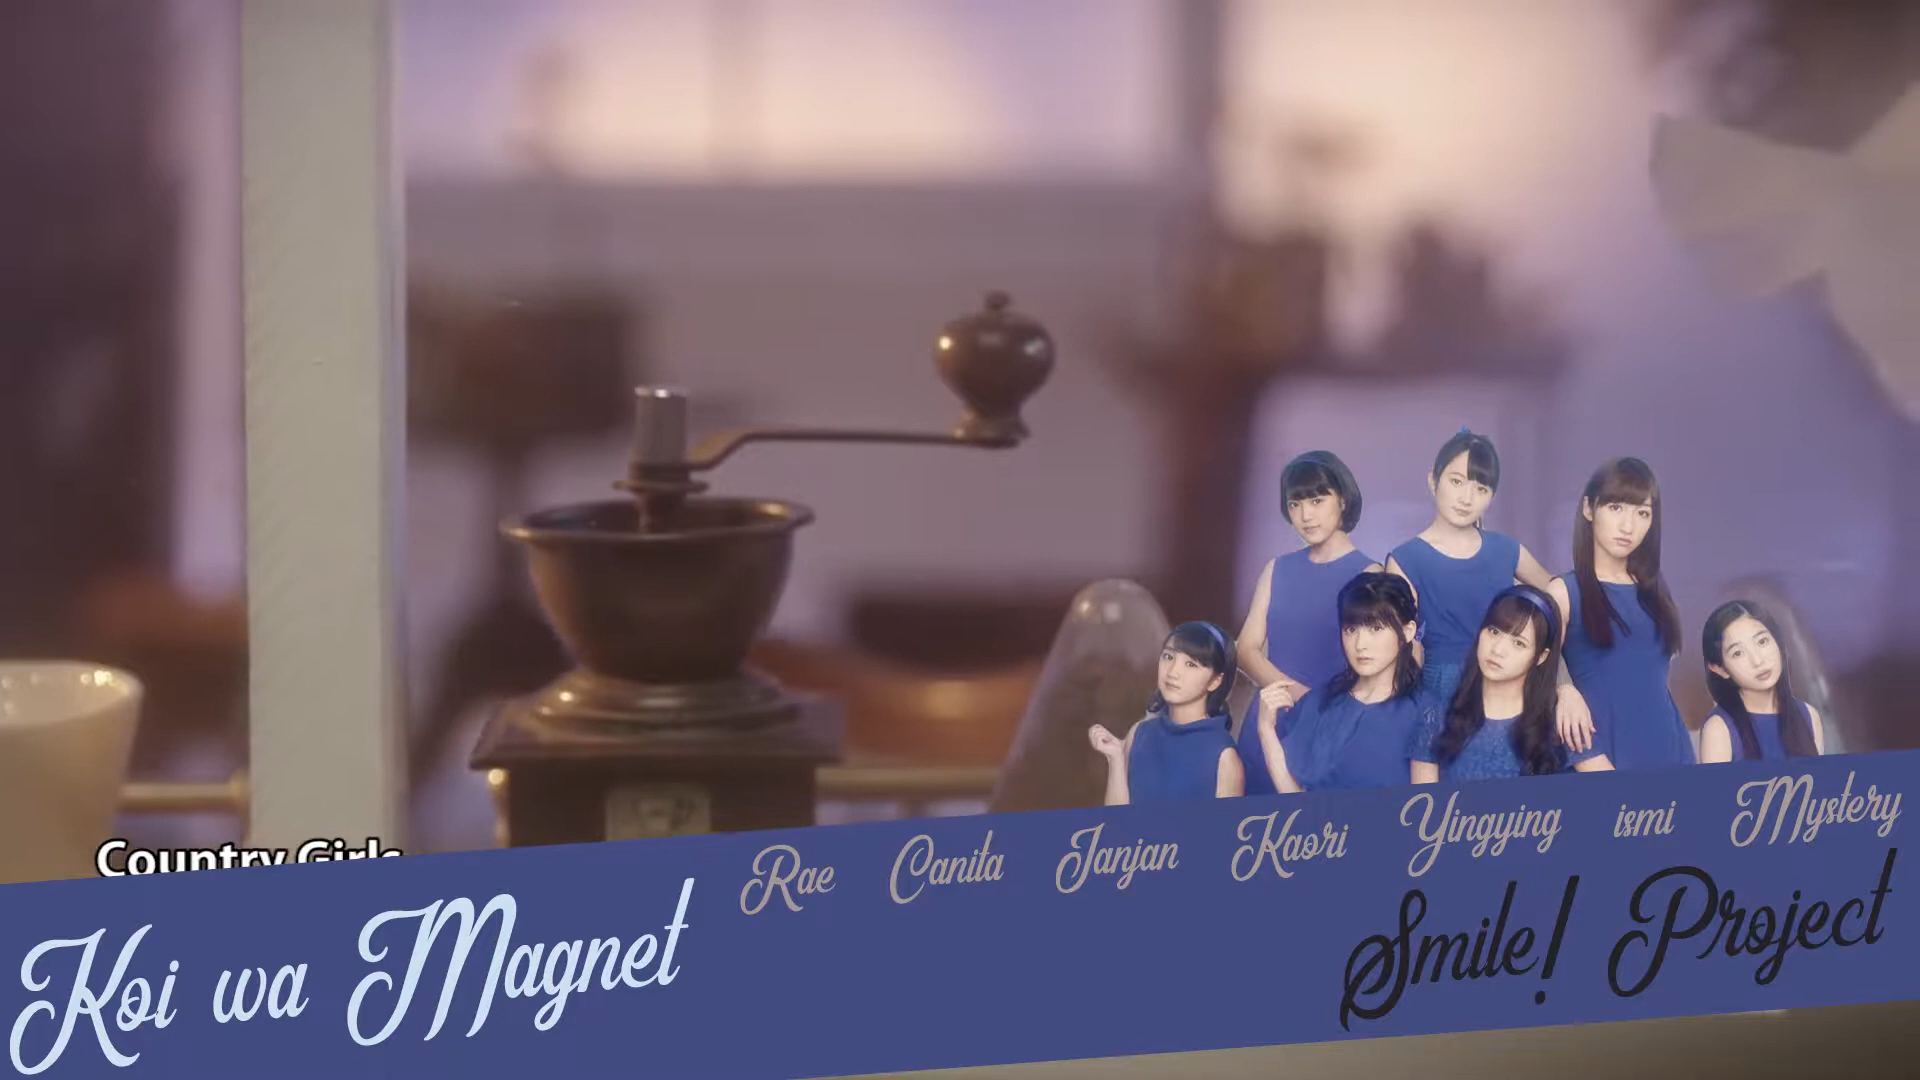 Country Girls
Rae Canita Janjan Kaori Yingying ismi Mystery
Koi wa Magnet
Smile! Project